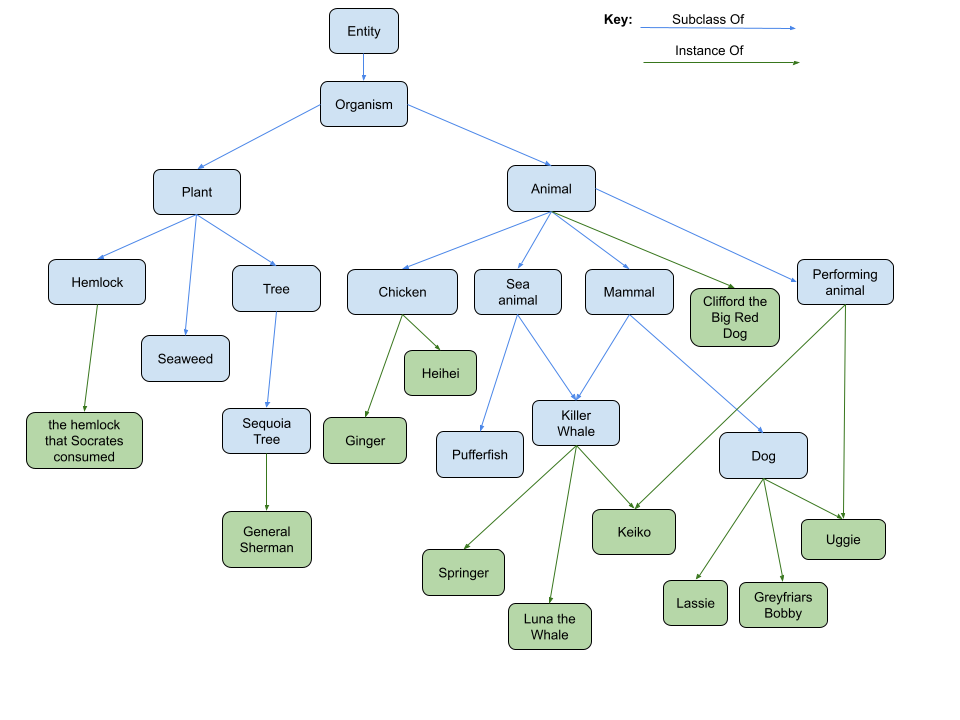 Entity
Key:
Subclass Of
Instance Of
Organism
Plant
Animal
Hemlock
Tree
Chicken
Sea
animal
Mammal
Clifford the
Big Red
Dog
Performing
animal
Seaweed
Heihei
the hemlock
that Socrates
consumed
Sequoia
Tree
Ginger
Pufferfish
Killer
Whale
Dog
General
Sherman
Keiko
Uggie
Springer
Luna the
Whale
Lassie
Greyfriars
Bobby